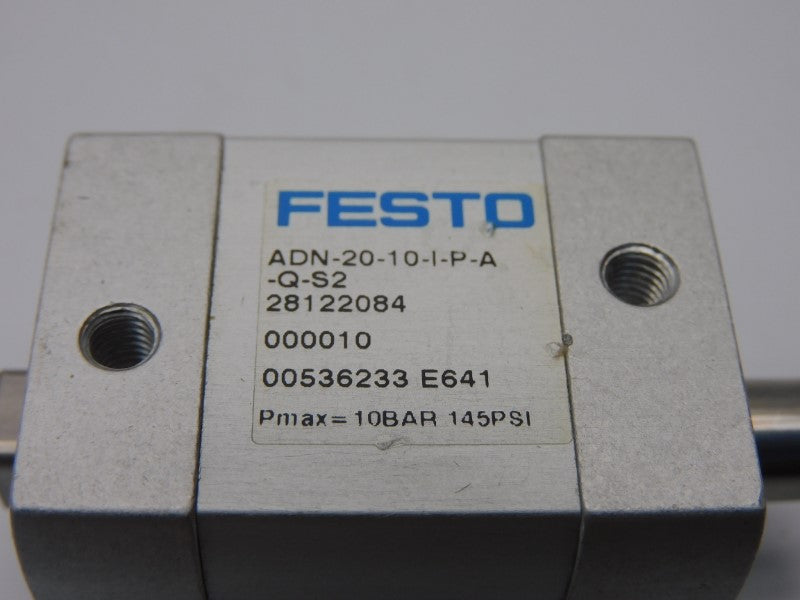 FESTO
ADN-20-10-I-P-A
-Q-S2
28122084
000010
00536233 E641
Pmax=10BAR 145PSI